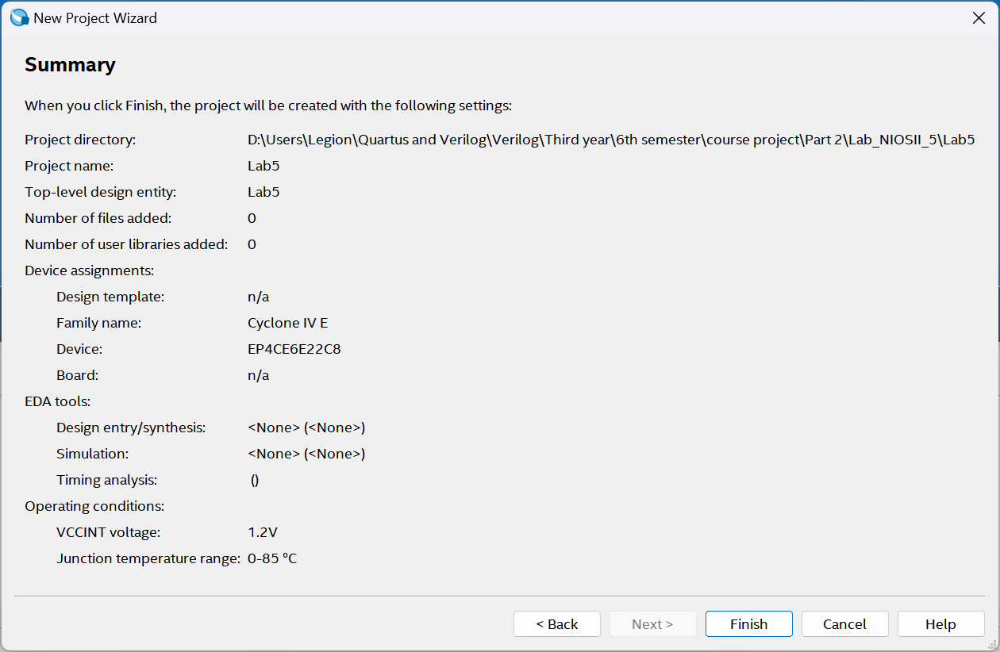 New Project Wizard
Summary
When you click Finish, the project will be created with the following settings:
Project directory: D:\Users\Legion\Quartus and Verilog\Verilog\Third year\6th semester\course project\Part 2\Lab_NIOSII_5\Lab5
Project name: Lab5
Top-level design entity: Lab5
Number of files added: 0
Number of user libraries added: 0
Device assignments:
Design template: n/a
Family name: Cyclone IV E
Device: EP4CE6E22C8
Board: n/a
EDA tools:
Design entry/synthesis: <None> (<None>)
Simulation: <None> (<None>)
Timing analysis: ()
Operating conditions:
VCCINT voltage: 1.2V
Junction temperature range: 0-85 ºC
< Back Next > Finish Cancel Help